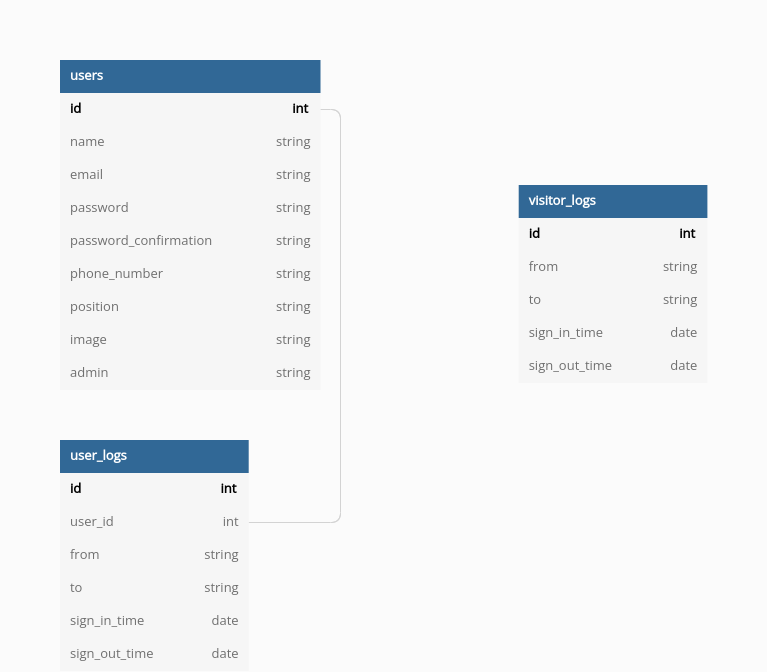 users
id int
name string
email string
password string
password_confirmation string
phone_number string
position string
image string
admin string
visitor_logs
id int
from string
to string
sign_in_time date
sign_out_time date
user_logs
id int
user_id int
from string
to string
sign_in_time date
sign_out_time date